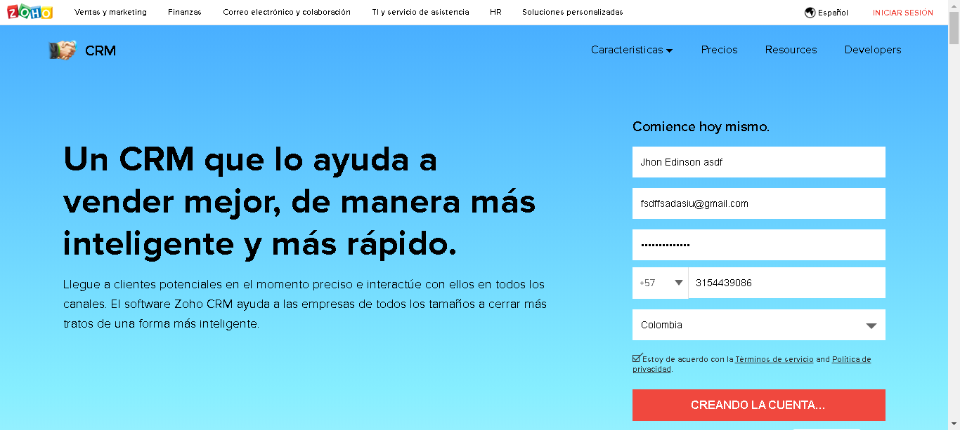 ZOHO
Ventas y marketing
Finanzas
Correo electrónico y colaboración
TI y servicio de asistencia
HR
Soluciones personalizadas
Español
INICIAR SESIÓN
CRM
Caracteristicas
Precios
Resources
Developers
Un CRM que lo ayuda a
vender mejor, de manera más
inteligente y más rápido.
Llegue a clientes potenciales en el momento preciso e interactúe con ellos en todos los
canales. El software Zoho CRM ayuda a las empresas de todos los tamaños a cerrar más
tratos de una forma más inteligente.
Comience hoy mismo.
Jhon Edinson asdf
fsdffsadasiu@gmail.com
••••••••••••••
+57
3154439086
Colombia
Estoy de acuerdo con la Términos de servicio and Política de
privacidad.
CREANDO LA CUENTA...